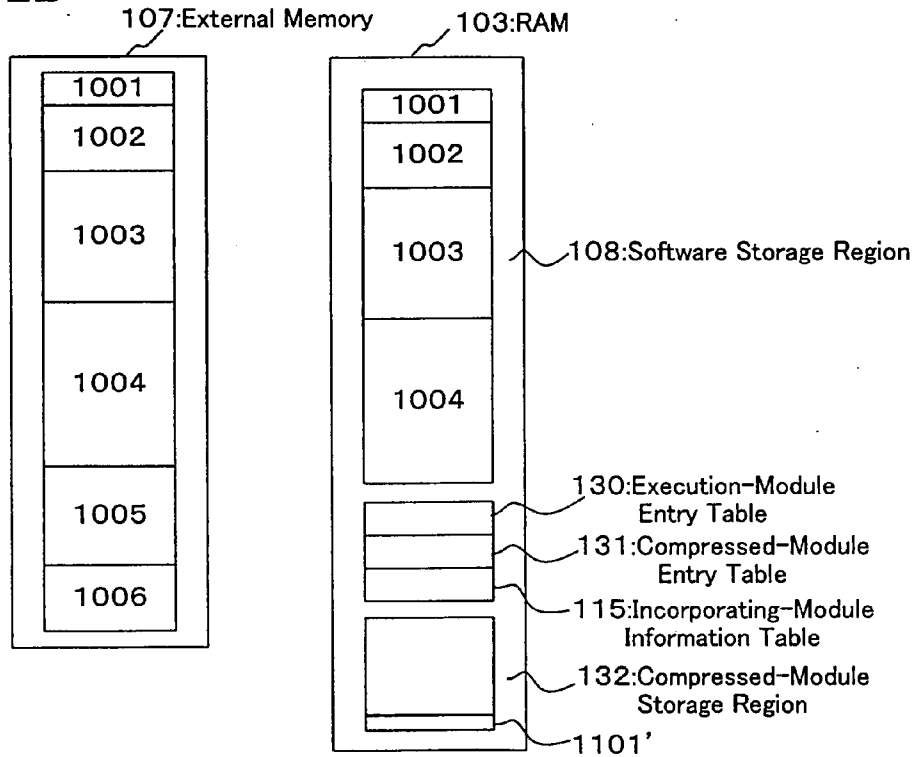 107:External Memory
103:RAM
1001
1002
1003
1004
1005
1006
1001
1002
1003
1004
108:Software Storage Region
130:Execution-Module
Entry Table
131:Compressed-Module
Entry Table
115:Incorporating-Module
Information Table
132:Compressed-Module
Storage Region
1101'